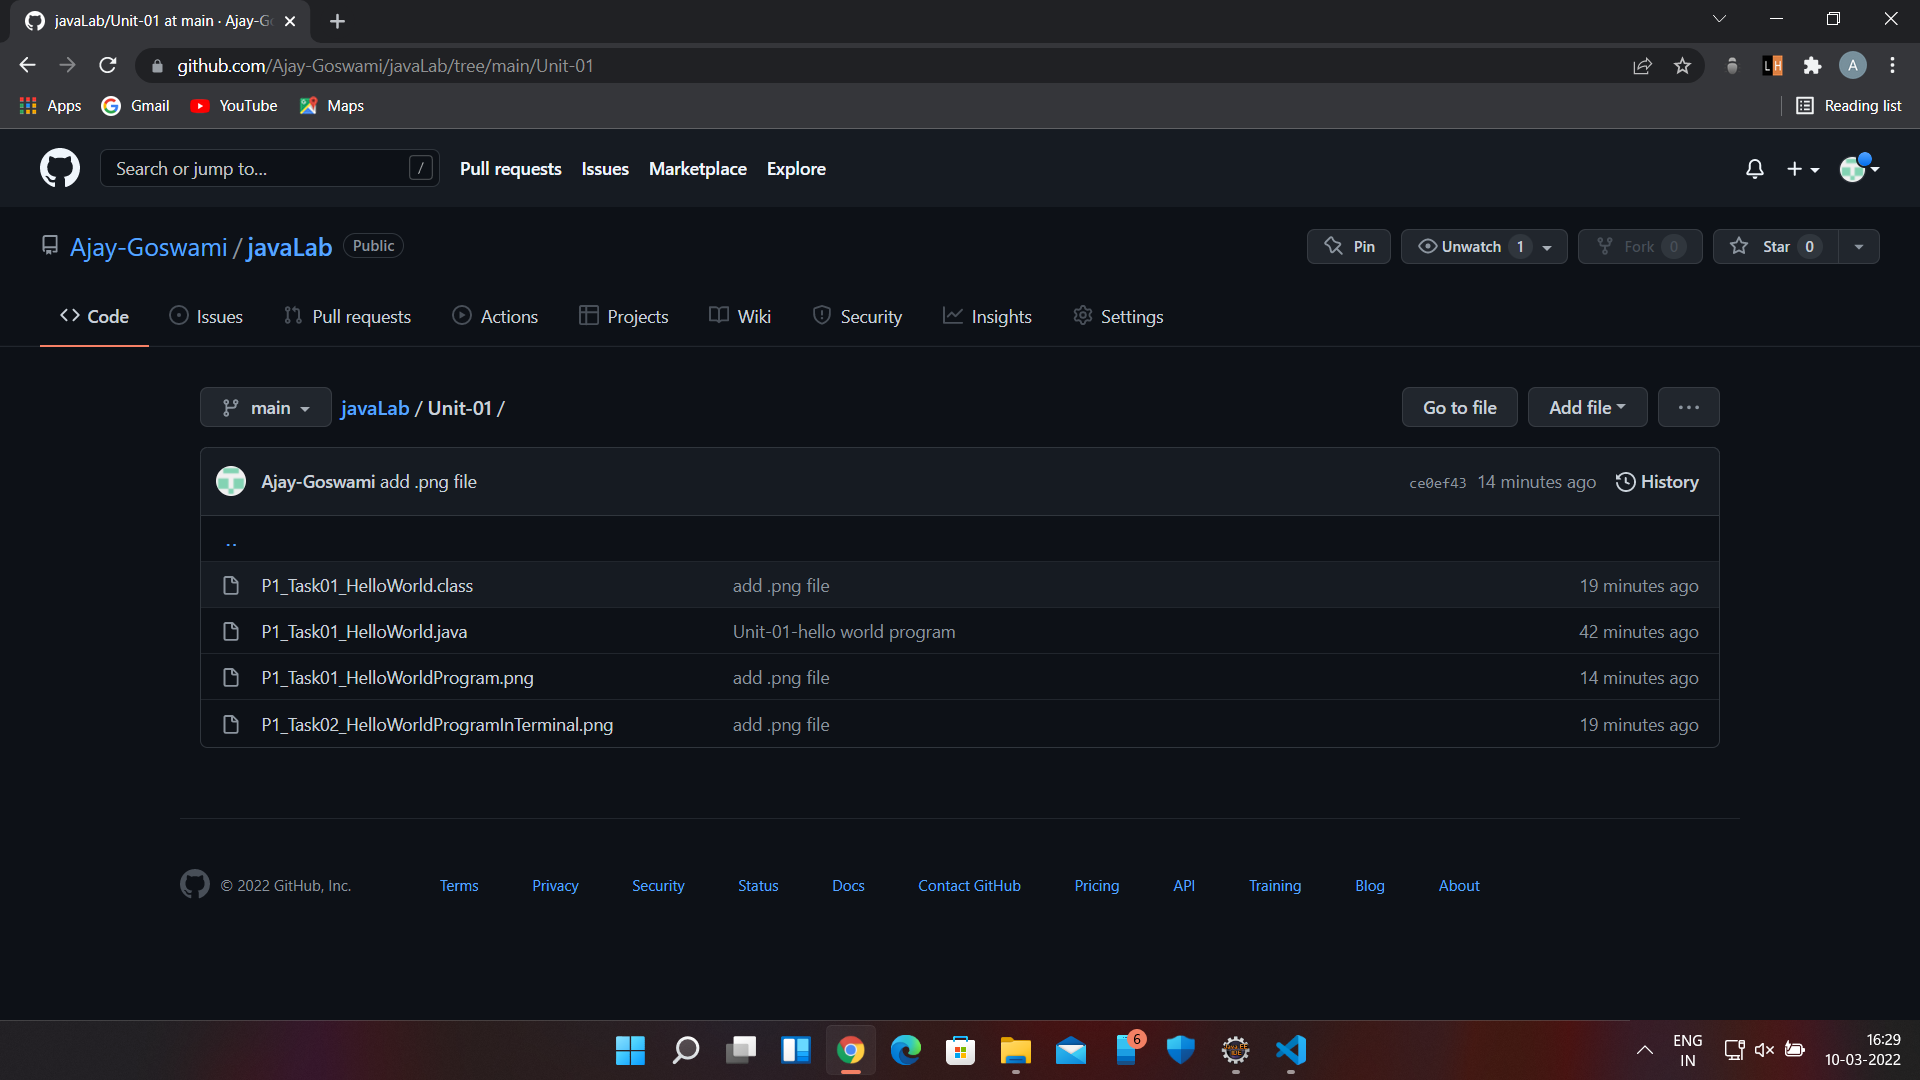 javaLab/Unit-01 at main · Ajay-G
github.com/Ajay-Goswami/javaLab/tree/main/Unit-01
A
Apps Gmail YouTube Maps Reading list
Search or jump to... / Pull requests Issues Marketplace Explore
Ajay-Goswami / javaLab Public Pin Unwatch 1 Fork 0 Star 0
Code Issues Pull requests Actions Projects Wiki Security Insights Settings
main javaLab / Unit-01 / Go to file Add file ...
Ajay-Goswami add .png file ce0ef43 14 minutes ago History
..
P1_Task01_HelloWorld.class add .png file 19 minutes ago
P1_Task01_HelloWorld.java Unit-01-hello world program 42 minutes ago
P1_Task01_HelloWorldProgram.png add .png file 14 minutes ago
P1_Task02_HelloWorldProgramInTerminal.png add .png file 19 minutes ago
© 2022 GitHub, Inc. Terms Privacy Security Status Docs Contact GitHub Pricing API Training Blog About
6
ENG 16:29
IN 10-03-2022